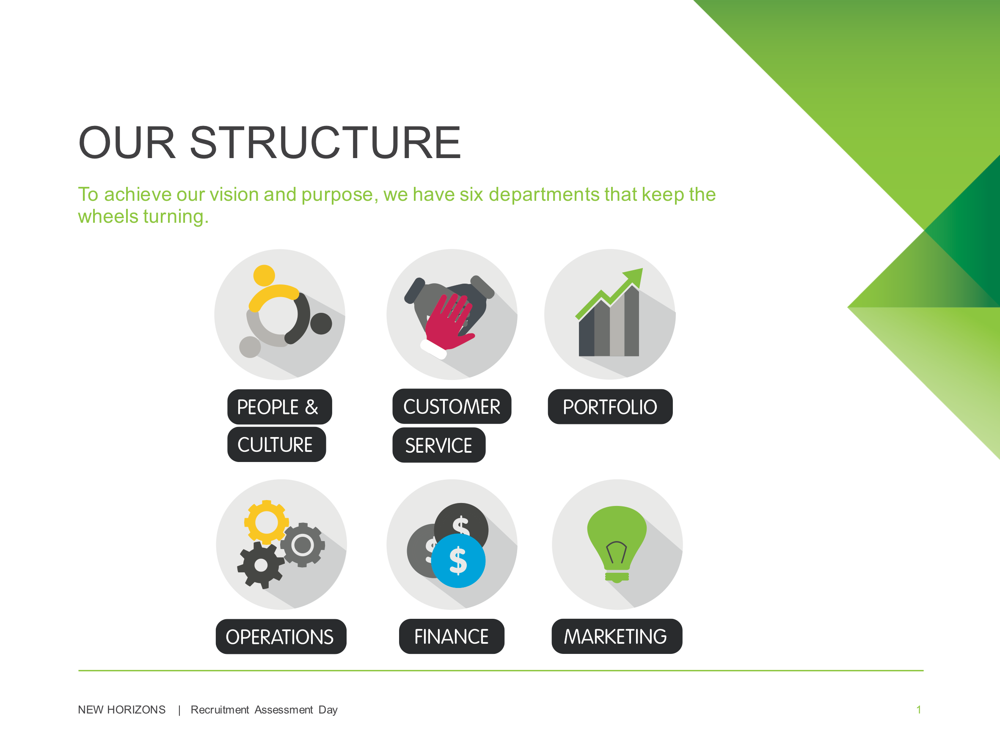 OUR STRUCTURE
To achieve our vision and purpose, we have six departments that keep the
wheels turning.
PEOPLE &
CULTURE
CUSTOMER
SERVICE
PORTFOLIO
$
$
$
OPERATIONS
FINANCE
MARKETING
NEW HORIZONS | Recruitment Assessment Day
1